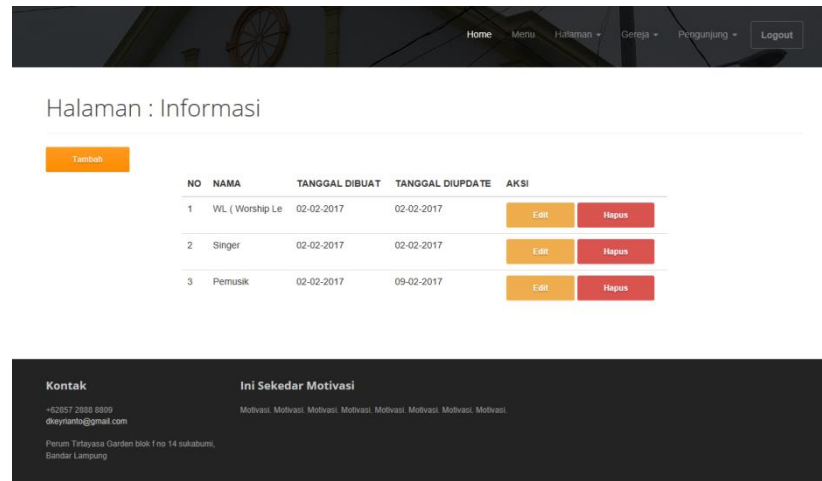 Home Menu Halaman Gereja Pengunjung Logout
Halaman : Informasi
Tambah
NO NAMA TANGGAL DIBUAT TANGGAL DIUPDATE AKSI
1 WL ( Worship Le 02-02-2017 02-02-2017 Edit Hapus
2 Singer 02-02-2017 02-02-2017 Edit Hapus
3 Pemusik 02-02-2017 09-02-2017 Edit Hapus
Kontak
+62857 2888 8809
dkeyrianto@gmail.com
Perum Tirtayasa Garden blok f no 14 sukabumi,
Bandar Lampung
Ini Sekedar Motivasi
Motivasi. Motivasi. Motivasi. Motivasi. Motivasi. Motivasi. Motivasi. Motivasi.